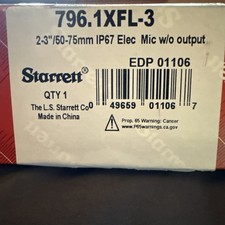 796.1XFL-3
2-3"/50-75mm IP67 Elec Mic w/o output
EDP 01106
Starrett
QTY 1
The L.S. Starrett Co
Made in China
0 49659 01106 7
Prop. 65 Warning: Cancer
www.P65warnings.ca.gov